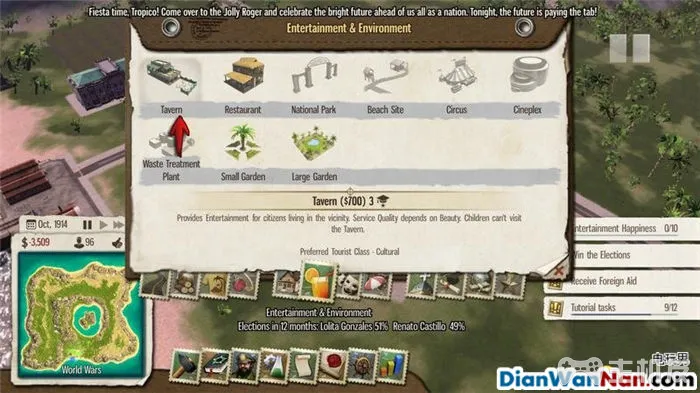 Fiesta time, Tropico! Come over to the Jolly Roger and celebrate the bright future ahead of us all as a nation. Tonight, the future is paying the tab!
Entertainment & Environment
Tavern
Restaurant
National Park
Beach Site
Circus
Cineplex
Waste Treatment
Plant
Small Garden
Large Garden
Tavern ($700) 3
Provides Entertainment for citizens living in the vicinity. Service Quality depends on Beauty. Children can't visit
the Tavern.
Preferred Tourist Class - Cultural
Oct, 1914
$ -3,509
96
World Wars
ntertainment Happiness 0/10
Win the Elections
Receive Foreign Aid
Tutorial tasks 9/12
Entertainment & Environment
Elections in 12 months: Lolita Gonzales 51% Renato Castillo 49%
电玩男
DianWanNan.com